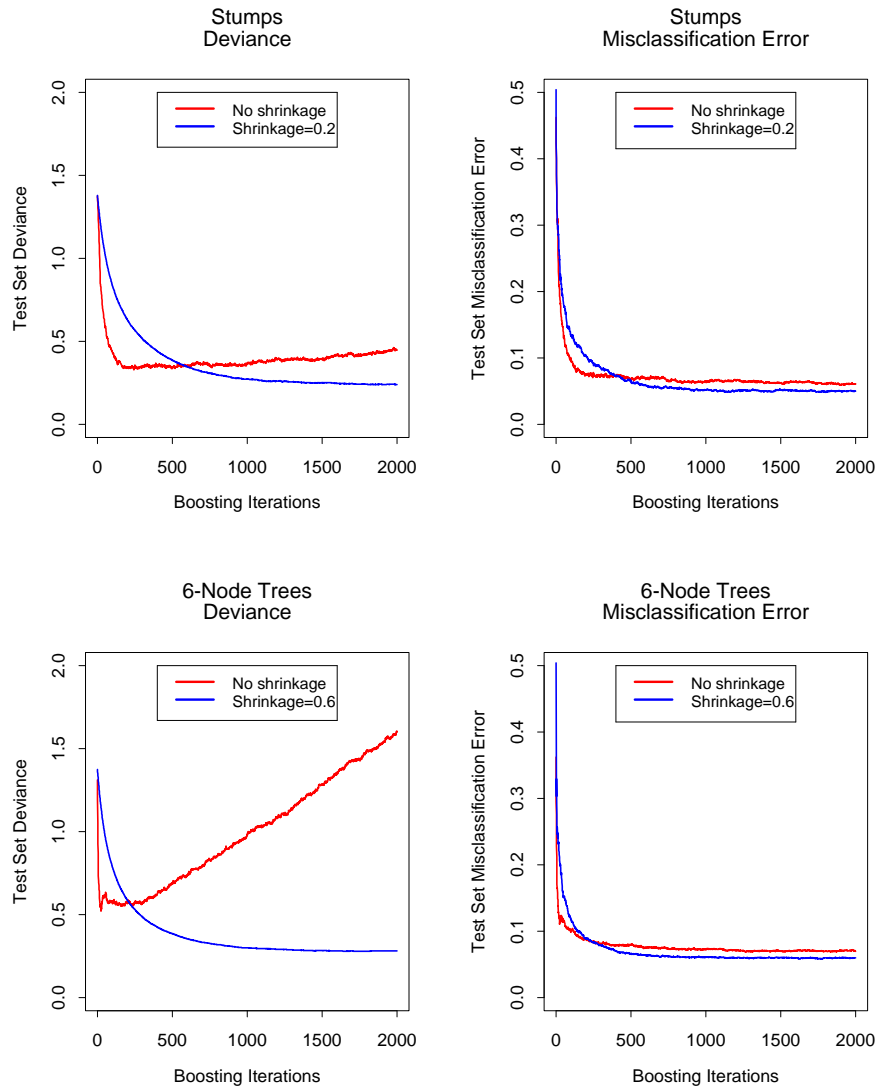 Stumps
Deviance
No shrinkage
Shrinkage=0.2
Test Set Deviance
0.0
0.5
1.0
1.5
2.0
0
500
1000
1500
2000
Boosting Iterations
Stumps
Misclassification Error
No shrinkage
Shrinkage=0.2
Test Set Misclassification Error
0.0
0.1
0.2
0.3
0.4
0.5
0
500
1000
1500
2000
Boosting Iterations
6-Node Trees
Deviance
No shrinkage
Shrinkage=0.6
Test Set Deviance
0.0
0.5
1.0
1.5
2.0
0
500
1000
1500
2000
Boosting Iterations
6-Node Trees
Misclassification Error
No shrinkage
Shrinkage=0.6
Test Set Misclassification Error
0.0
0.1
0.2
0.3
0.4
0.5
0
500
1000
1500
2000
Boosting Iterations